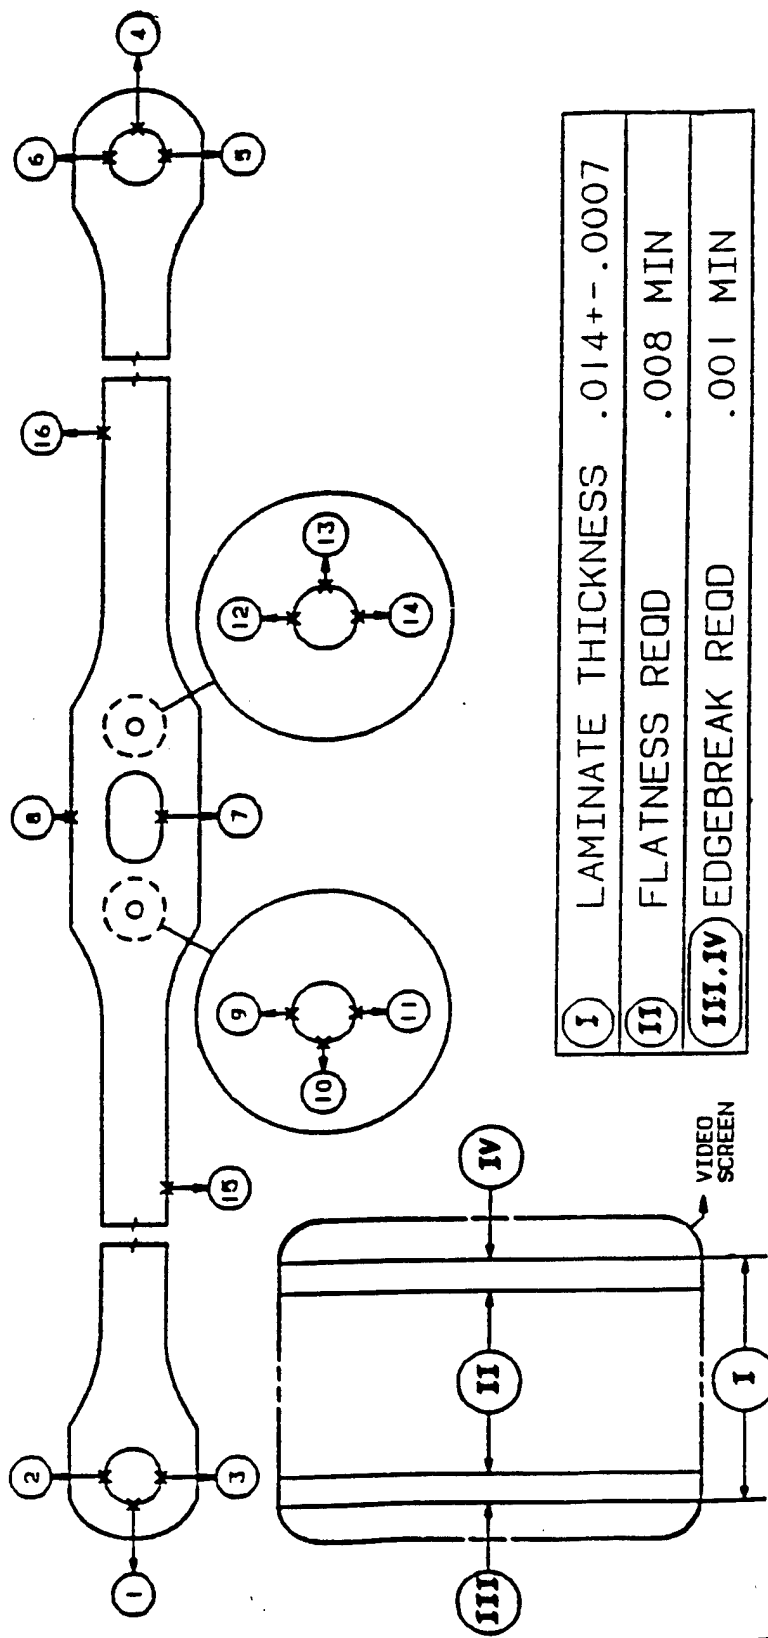 2
1
3
15
8
7
16
6
4
5
9
10
11
12
13
14
III
II
IV
I
VIDEO
SCREEN
I LAMINATE THICKNESS .014+-.0007
II FLATNESS REQD .008 MIN
III.IV EDGEBREAK REQD .001 MIN